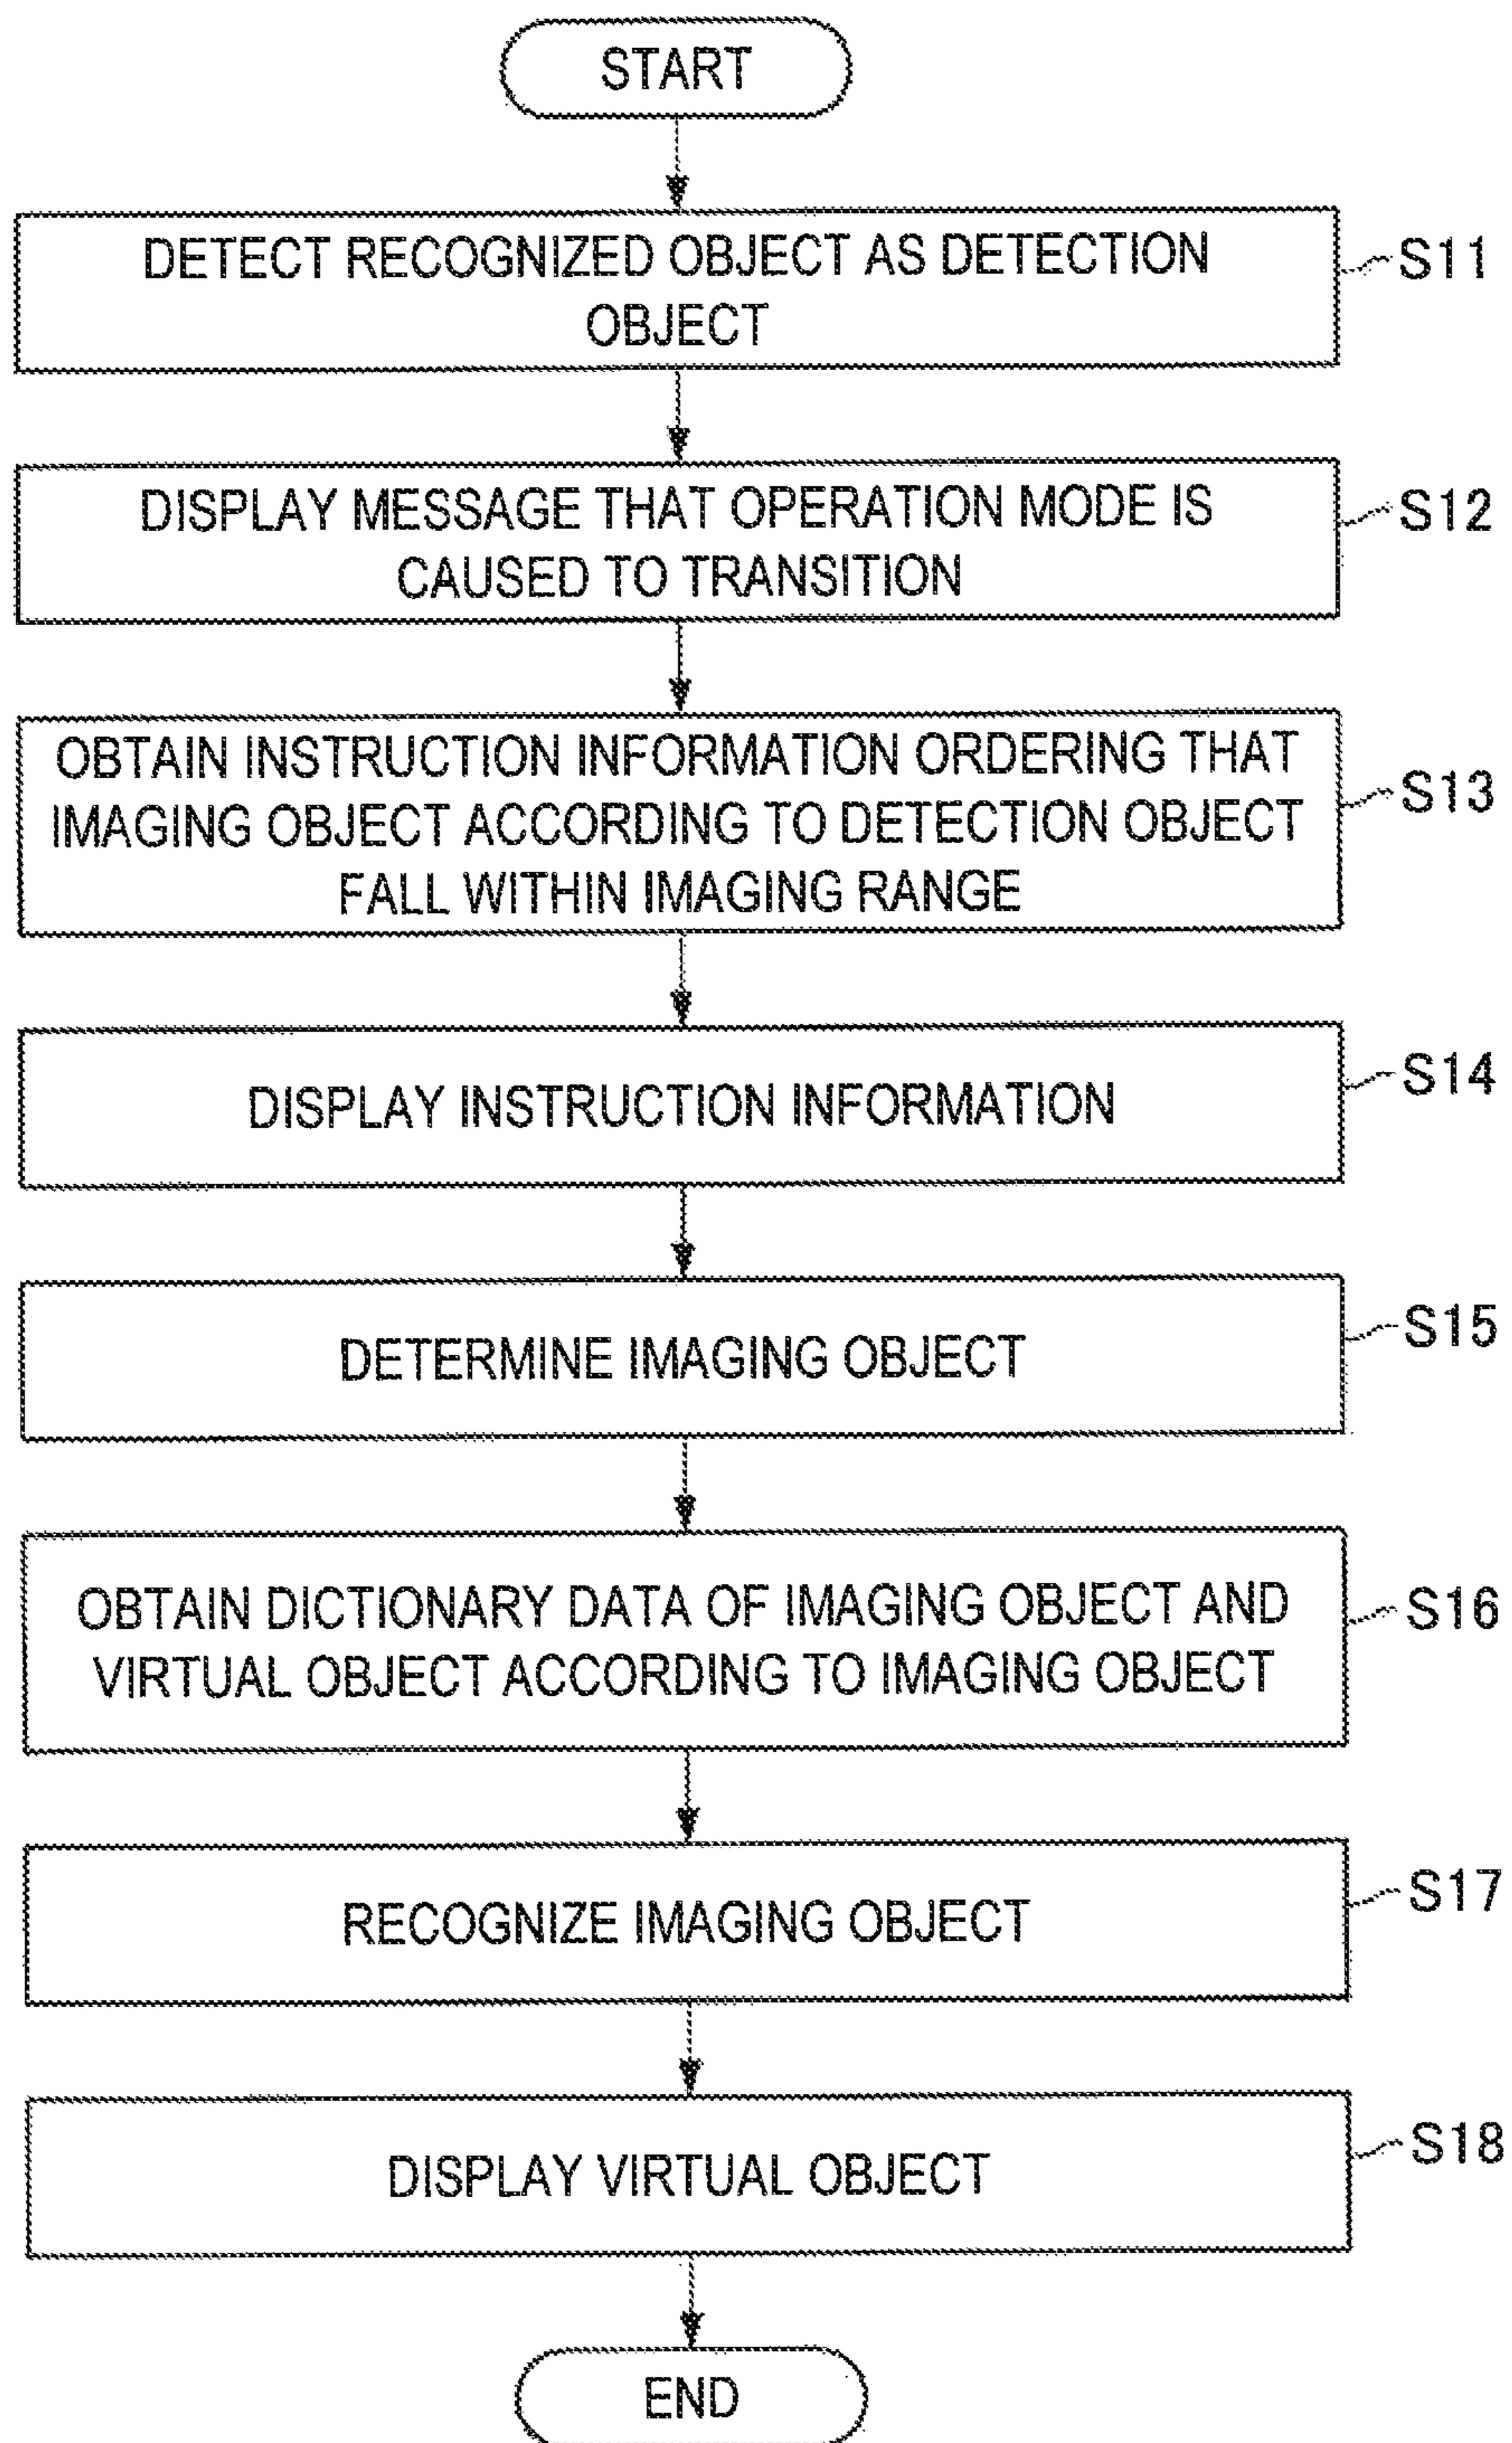 START
DETECT RECOGNIZED OBJECT AS DETECTION
OBJECT
S11
DISPLAY MESSAGE THAT OPERATION MODE IS
CAUSED TO TRANSITION
S12
OBTAIN INSTRUCTION INFORMATION ORDERING THAT
IMAGING OBJECT ACCORDING TO DETECTION OBJECT
FALL WITHIN IMAGING RANGE
S13
DISPLAY INSTRUCTION INFORMATION
S14
DETERMINE IMAGING OBJECT
S15
OBTAIN DICTIONARY DATA OF IMAGING OBJECT AND
VIRTUAL OBJECT ACCORDING TO IMAGING OBJECT
S16
RECOGNIZE IMAGING OBJECT
S17
DISPLAY VIRTUAL OBJECT
S18
END